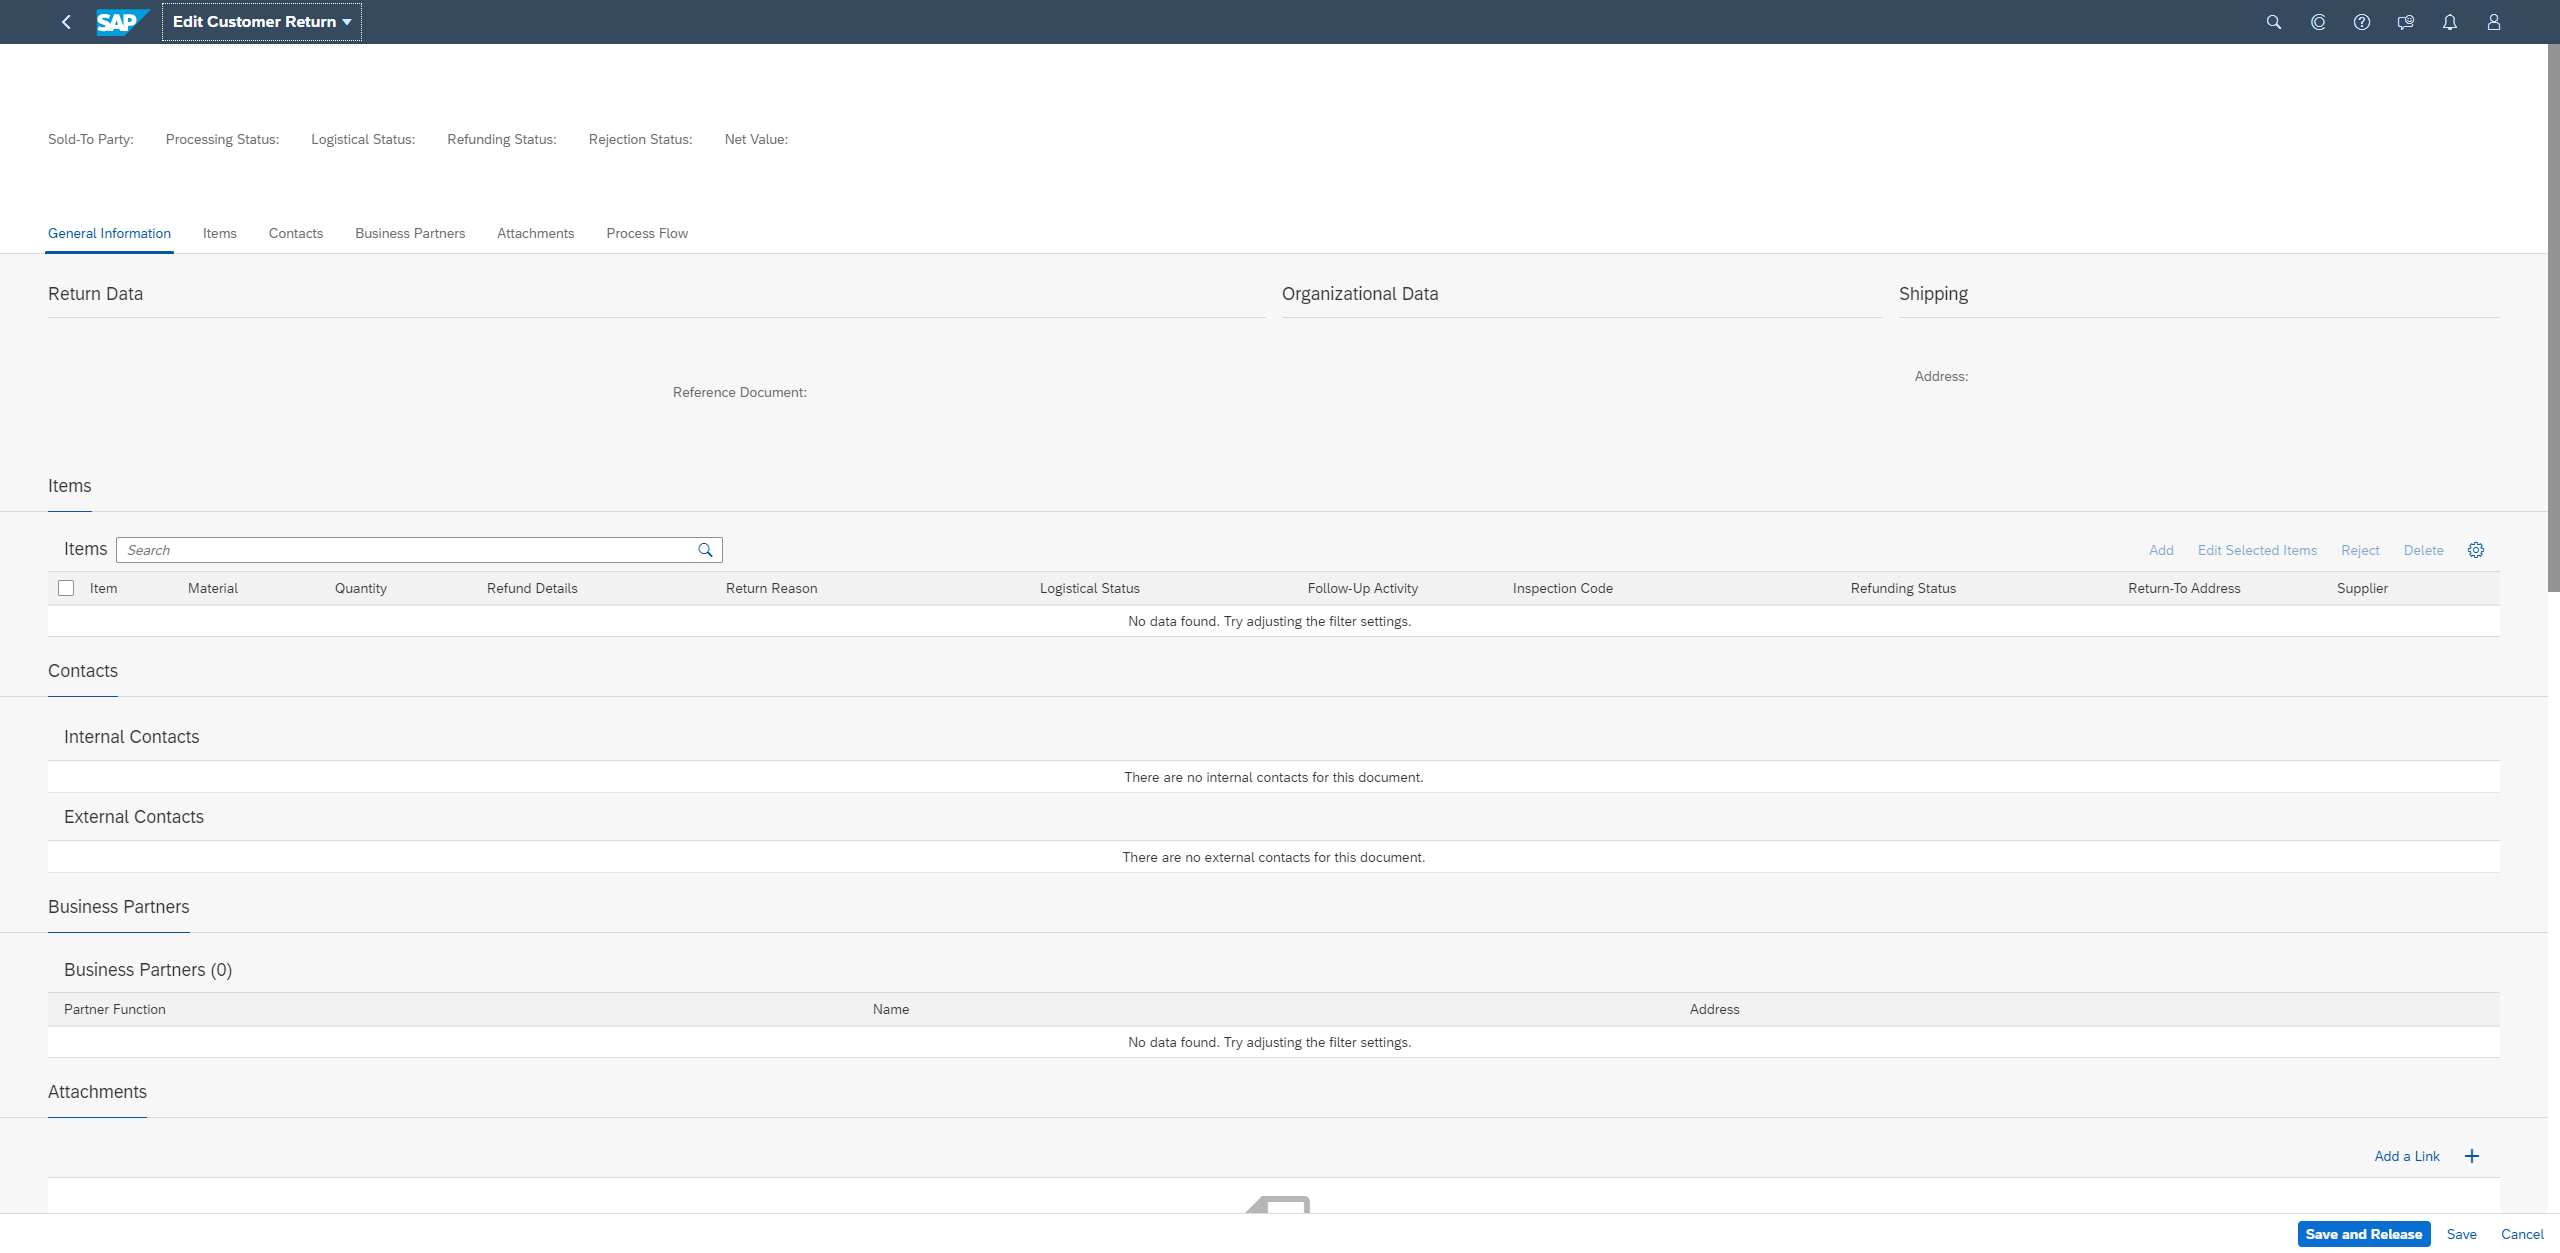 SAP Edit Customer Return
Sold-To Party: Processing Status: Logistical Status: Refunding Status: Rejection Status: Net Value:
General Information Items Contacts Business Partners Attachments Process Flow
Return Data Organizational Data Shipping
Address:
Reference Document:
Items
Items Search Add Edit Selected Items Reject Delete
Item Material Quantity Refund Details Return Reason Logistical Status Follow-Up Activity Inspection Code Refunding Status Return-To Address Supplier
No data found. Try adjusting the filter settings.
Contacts
Internal Contacts
There are no internal contacts for this document.
External Contacts
There are no external contacts for this document.
Business Partners
Business Partners (0)
Partner Function Name Address
No data found. Try adjusting the filter settings.
Attachments
Add a Link
Save and Release Save Cancel